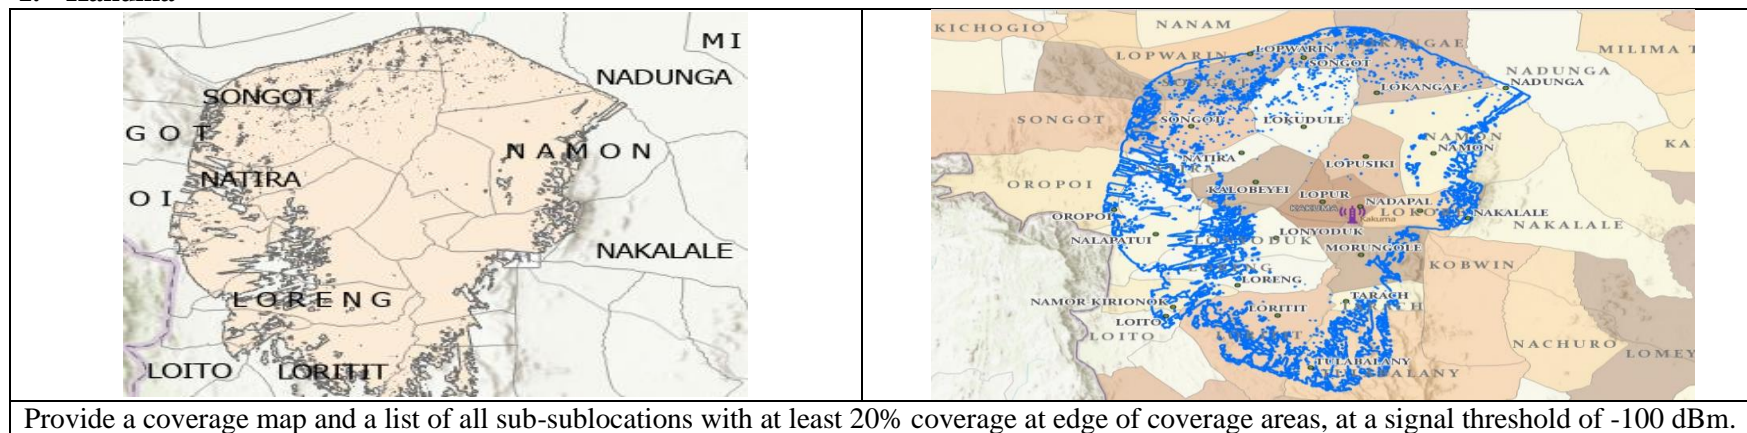 MI
NADUNGA
SONGOT
GOT
NAMON
NATIRA
OI
NAKALALE
LORENG
LOITO
LORITIT
KICHOGIO
NANAM
LOPWARIN
LOPWARIN
MILIMA T
SONGOT
NADUNGA
LOKANGAE
NADUNGA
SONGOT
SONGOT
LOKUDULE
NAMON
NAMON
KA
NATIRA
LOPUSIKI
OROPOI
KALOBEYEI
LOPUR
NADAPAL
KAKUMA
Kakuma
OROPOI
NAKALALE
NAKALALE
NALAPATUI
LONYODUK
MORUNGOLE
KOBWIN
LORENG
NAMOR KIRIONOK
TARACH
LORITIT
LOITO
LOITO
NACHURO
LOMEY
TULABALANY
Provide a coverage map and a list of all sub-sublocations with at least 20% coverage at edge of coverage areas, at a signal threshold of -100 dBm.